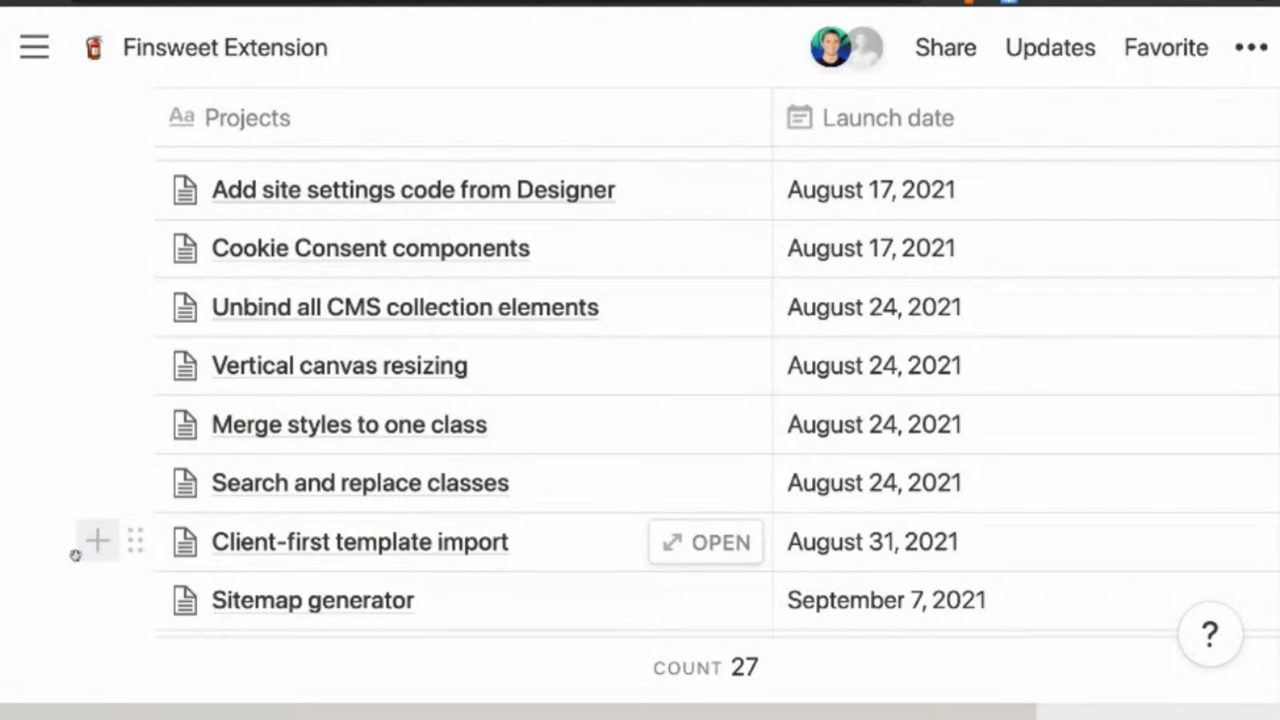 Finsweet Extension Share Updates Favorite •••
Aa Projects Launch date
Add site settings code from Designer August 17, 2021
Cookie Consent components August 17, 2021
Unbind all CMS collection elements August 24, 2021
Vertical canvas resizing August 24, 2021
Merge styles to one class August 24, 2021
Search and replace classes August 24, 2021
Client-first template import OPEN August 31, 2021
Sitemap generator September 7, 2021
?
COUNT 27